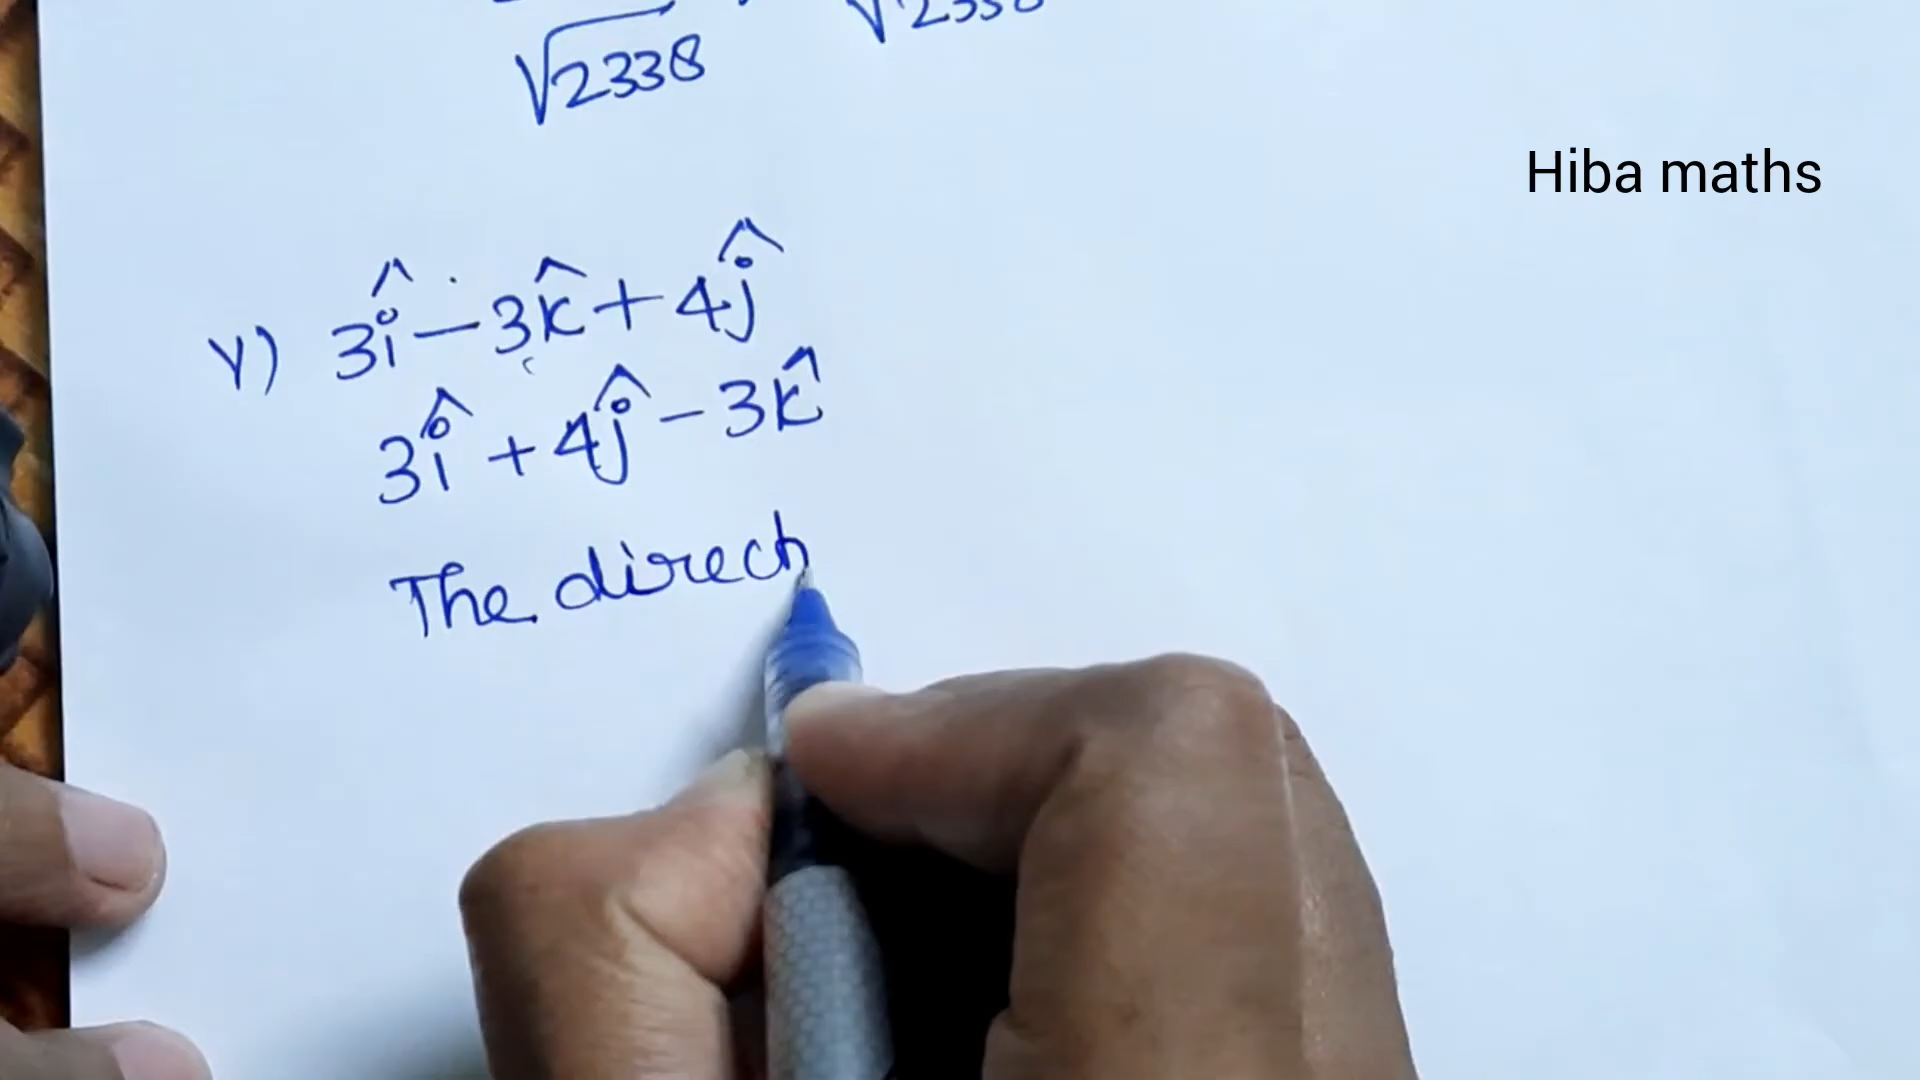 √2338
Hiba maths
v) 3î - 3k̂ + 4ĵ
3î + 4ĵ - 3k̂
The direct